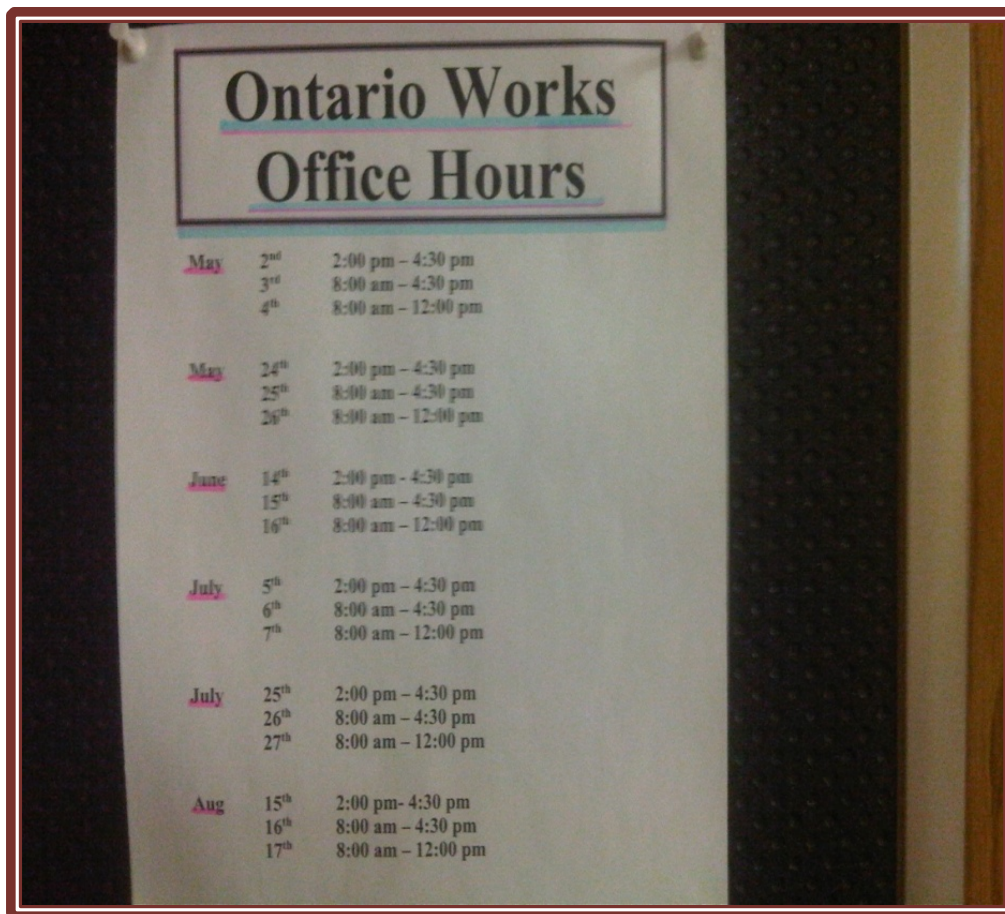 Ontario Works
Office Hours
May 2nd 2:00 pm – 4:30 pm
3rd 8:00 am – 4:30 pm
4th 8:00 am – 12:00 pm
May 24th 2:00 pm – 4:30 pm
25th 8:00 am – 4:30 pm
26th 8:00 am – 12:00 pm
June 14th 2:00 pm - 4:30 pm
15th 8:00 am – 4:30 pm
16th 8:00 am – 12:00 pm
July 5th 2:00 pm – 4:30 pm
6th 8:00 am – 4:30 pm
7th 8:00 am – 12:00 pm
July 25th 2:00 pm – 4:30 pm
26th 8:00 am – 4:30 pm
27th 8:00 am – 12:00 pm
Aug 15th 2:00 pm- 4:30 pm
16th 8:00 am – 4:30 pm
17th 8:00 am – 12:00 pm